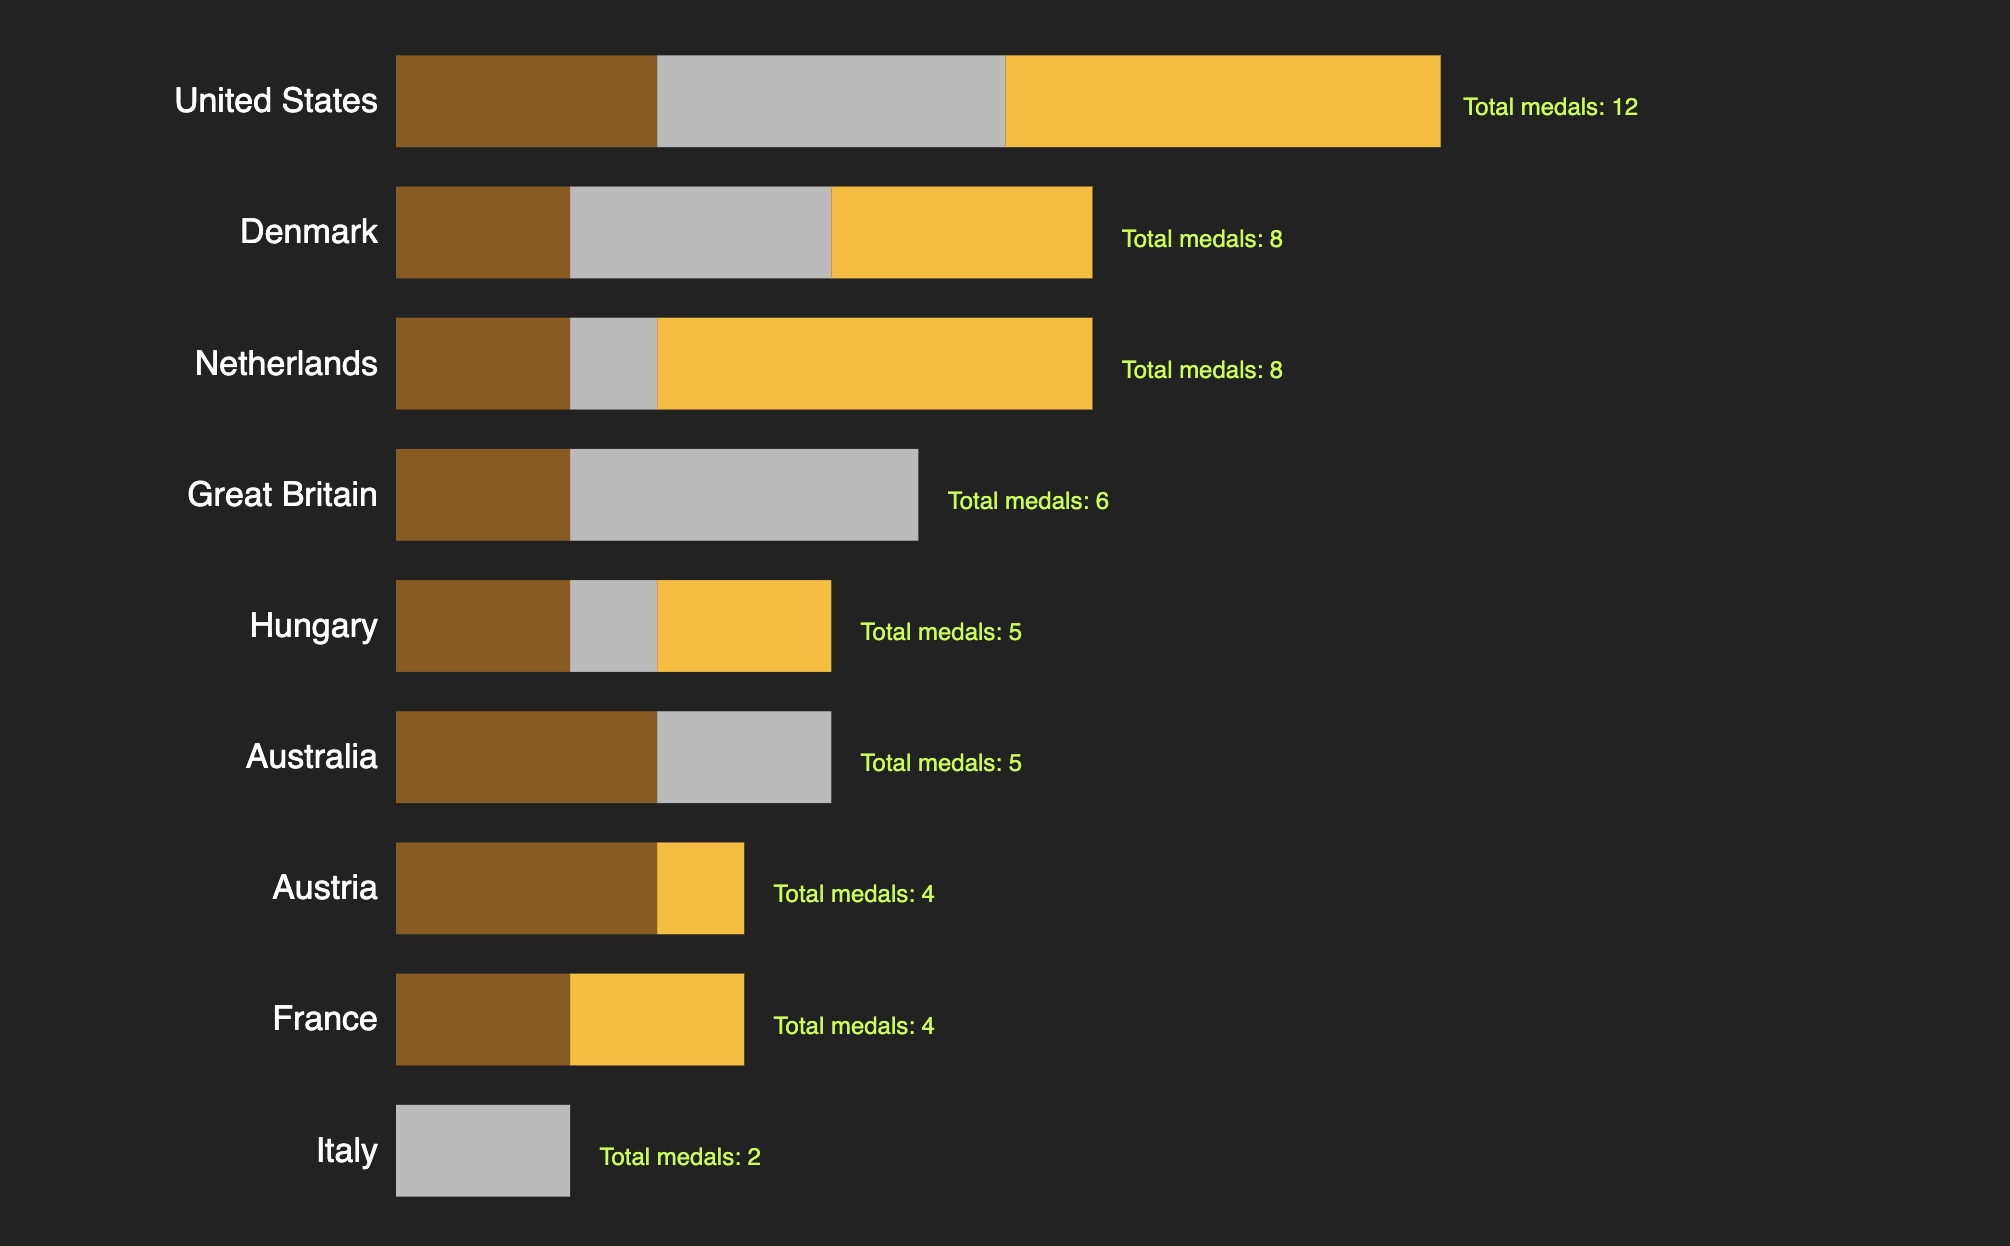 United States
Total medals: 12
Denmark
Total medals: 8
Netherlands
Total medals: 8
Great Britain
Total medals: 6
Hungary
Total medals: 5
Australia
Total medals: 5
Austria
Total medals: 4
France
Total medals: 4
Italy
Total medals: 2